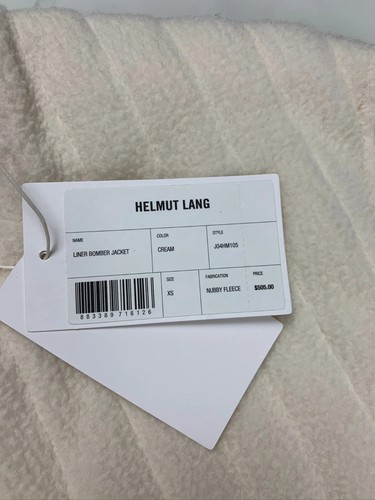 HELMUT LANG
NAME COLOR STYLE
LINER BOMBER JACKET CREAM J04HM105
SIZE FABRICATION PRICE
XS NUBBY FLEECE $505.00
883389716126